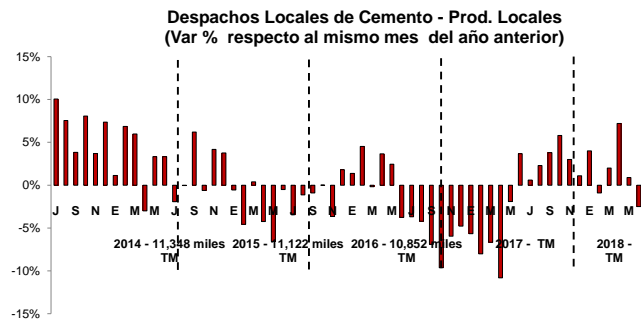 Despachos Locales de Cemento - Prod. Locales
(Var % respecto al mismo mes del año anterior)
15%
10%
5%
0%
J S N E M M J S N E M M J S N E M M J S N E M M J S N E M M
-5%
2014 - 11,348 miles TM
2015 - 11,122 miles TM
2016 - 10,852 miles TM
2017 - TM
2018 - TM
-10%
-15%